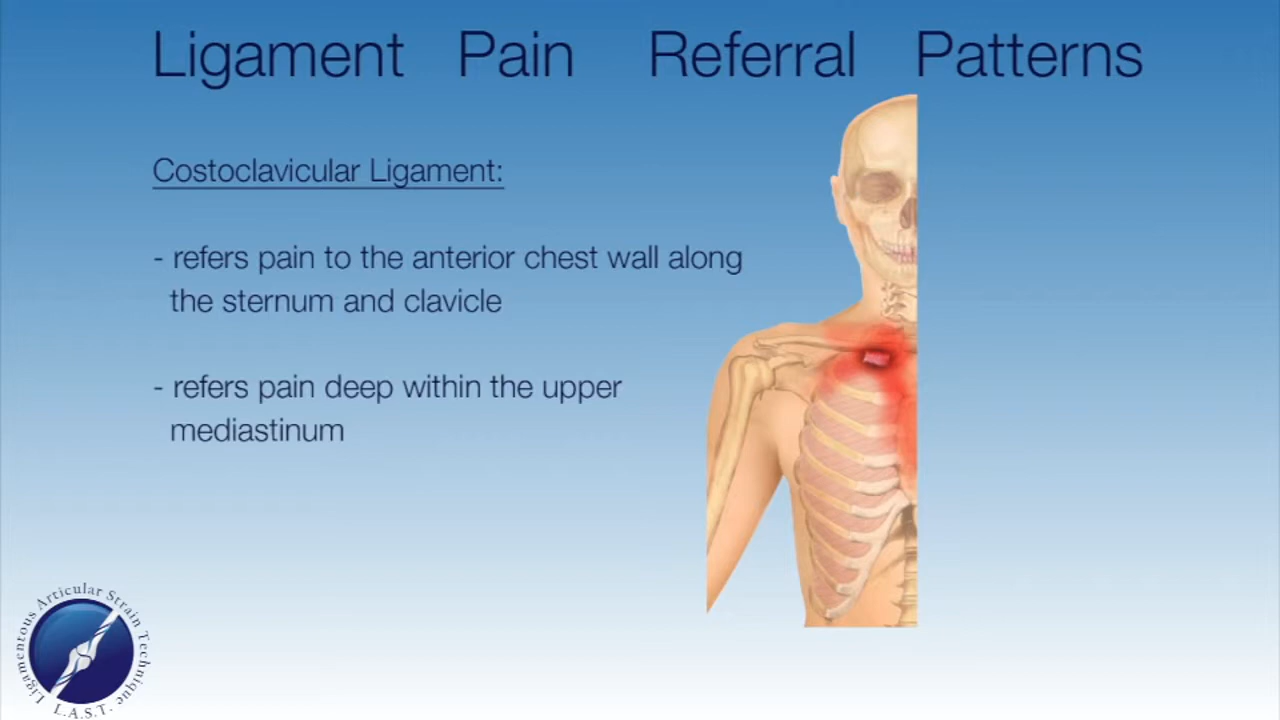 Ligament Pain Referral Patterns
Costoclavicular Ligament:
- refers pain to the anterior chest wall along
the sternum and clavicle
- refers pain deep within the upper
mediastinum
Ligamentous Articular Strain Technique
L.A.S.T.